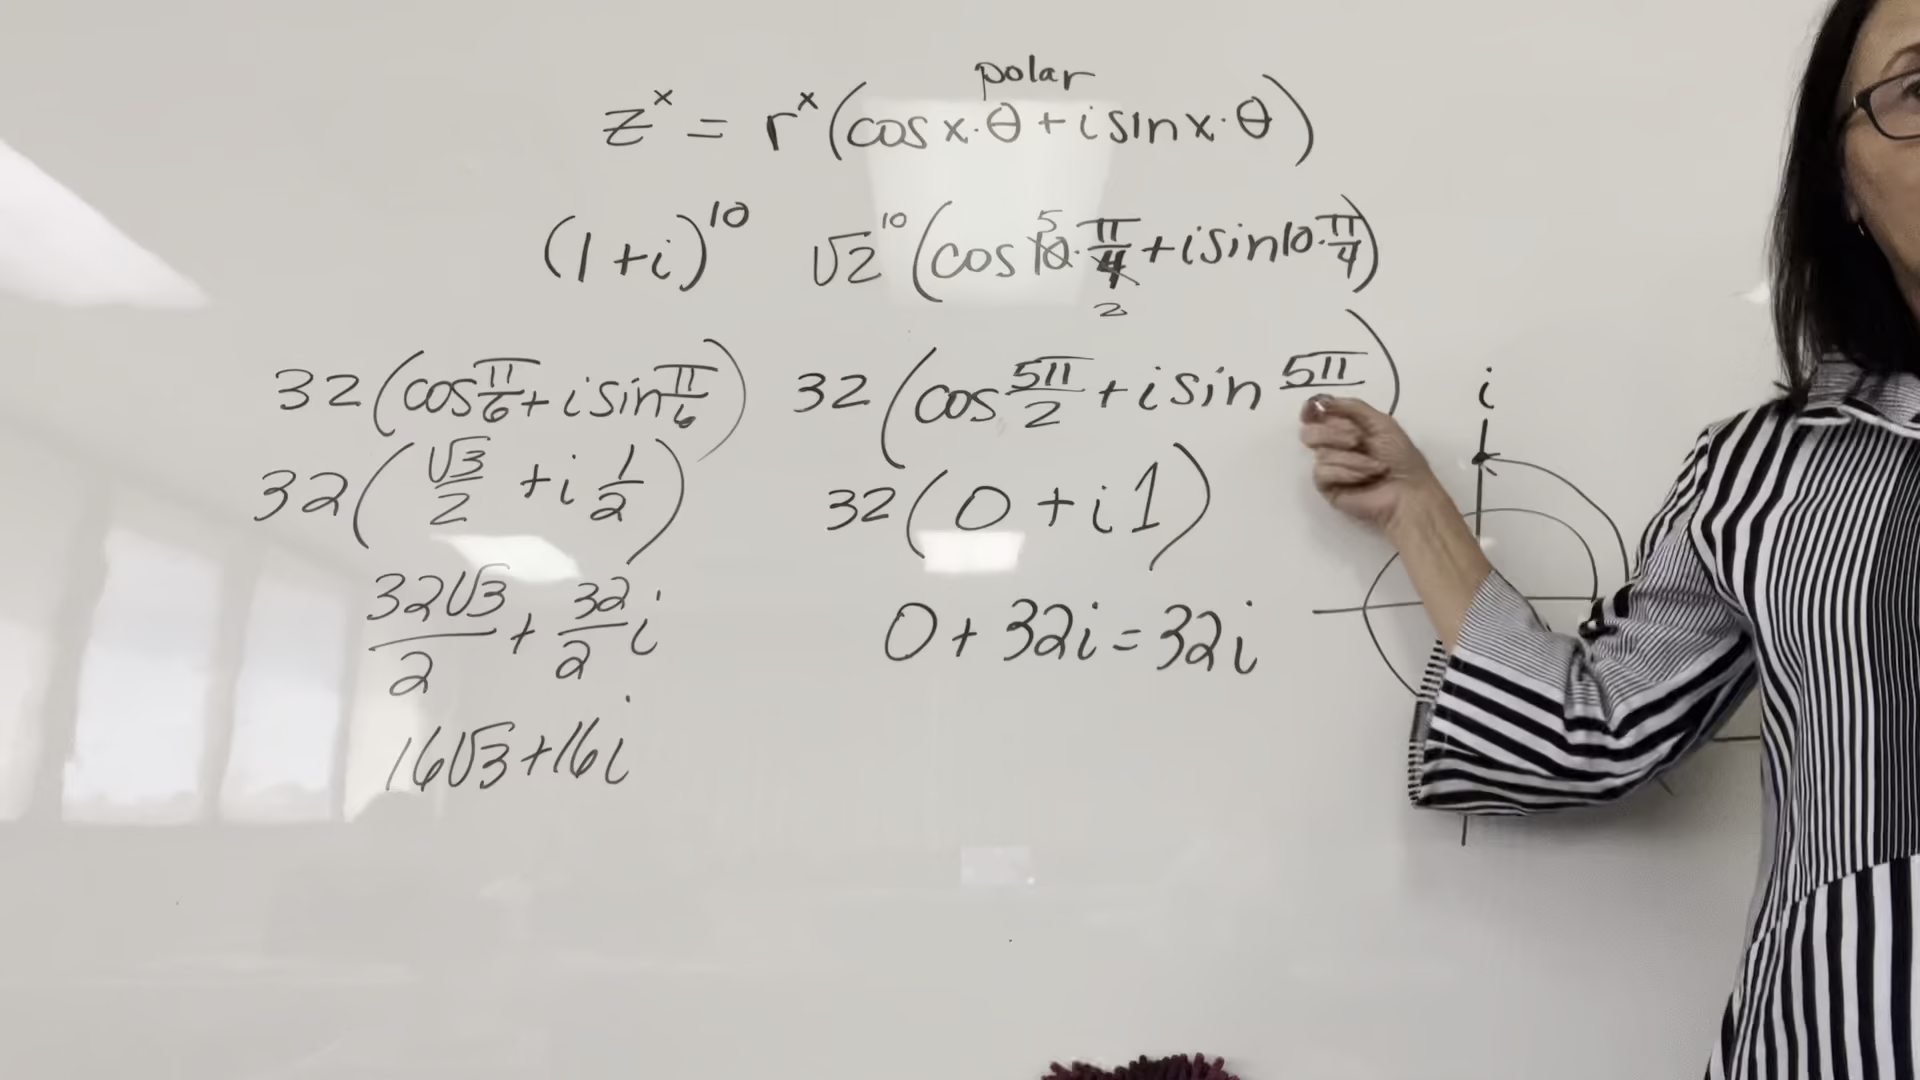 polar
z^x = r^x (cos x·θ + i sin x·θ)
(1+i)^10 √2^10 (cos 10 5 · π/4 2 + i sin 10·π/4)
32 (cos π/6 + i sin π/6) 32 (cos 5π/2 + i sin 5π
i
32 (√3/2 + i 1/2) 32 (0 + i 1)
32√3/2 + 32/2 i 0 + 32i = 32i
16√3 + 16i